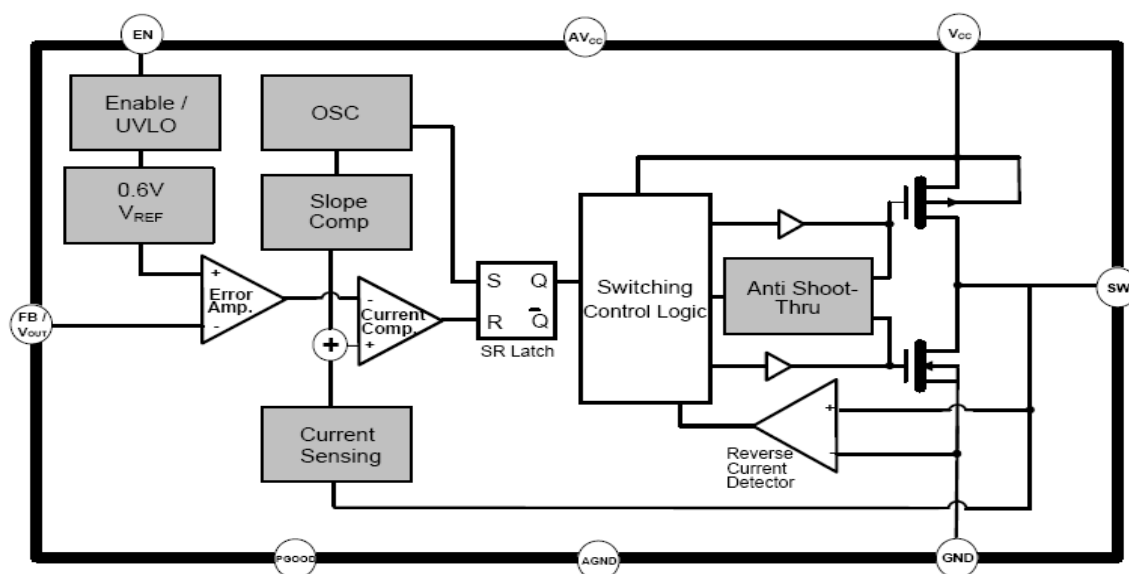 EN
AVCC
VCC
Enable /
UVLO
OSC
0.6V
VREF
Slope
Comp
+
Error
Amp.
-
-
Current
Comp.
+
+
S Q
R Q̅
SR Latch
Switching
Control Logic
Anti Shoot-
Thru
SW
FB /
VOUT
Current
Sensing
+
-
Reverse
Current
Detector
PGOOD
AGND
GND